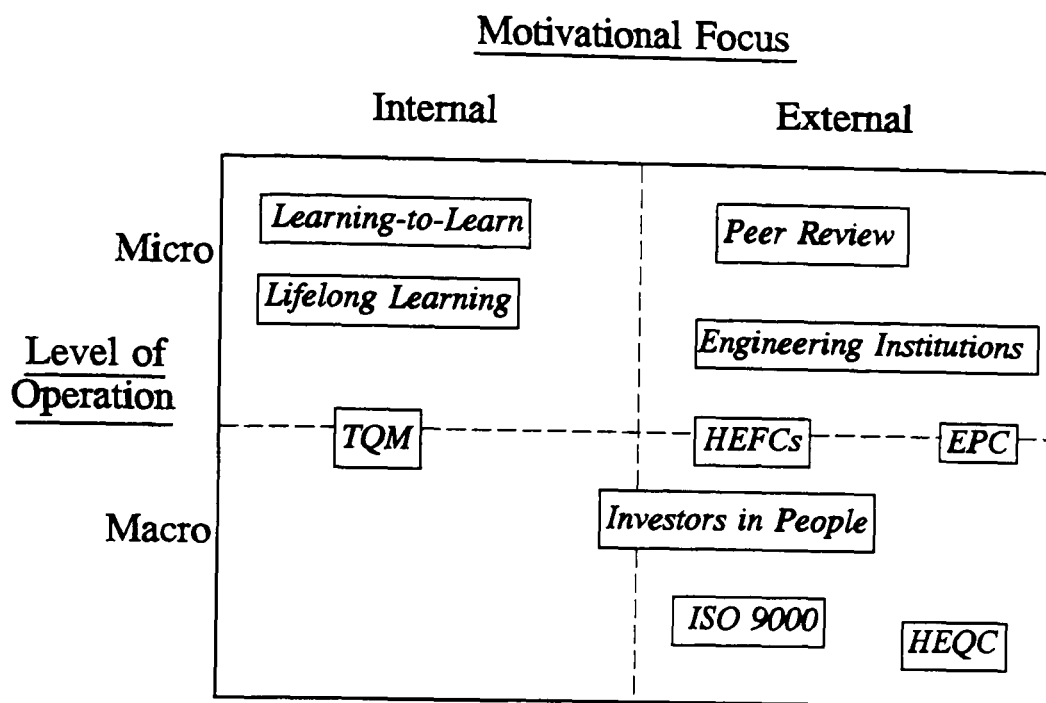 Motivational Focus
Internal
External
Micro
Learning-to-Learn
Peer Review
Lifelong Learning
Engineering Institutions
Level of
Operation
TQM
HEFCs
EPC
Macro
Investors in People
ISO 9000
HEQC